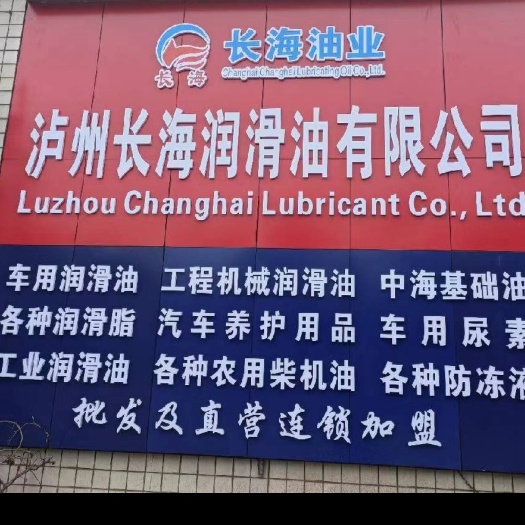 长海油业
长海
Changhai Changhai Lubricating Oil Co., Ltd.
泸州长海润滑油有限公司
Luzhou Changhai Lubricant Co., Ltd
车用润滑油 工程机械润滑油 中海基础油
各种润滑脂 汽车养护用品 车用尿素
工业润滑油 各种农用柴机油 各种防冻液
批发及直营连锁加盟